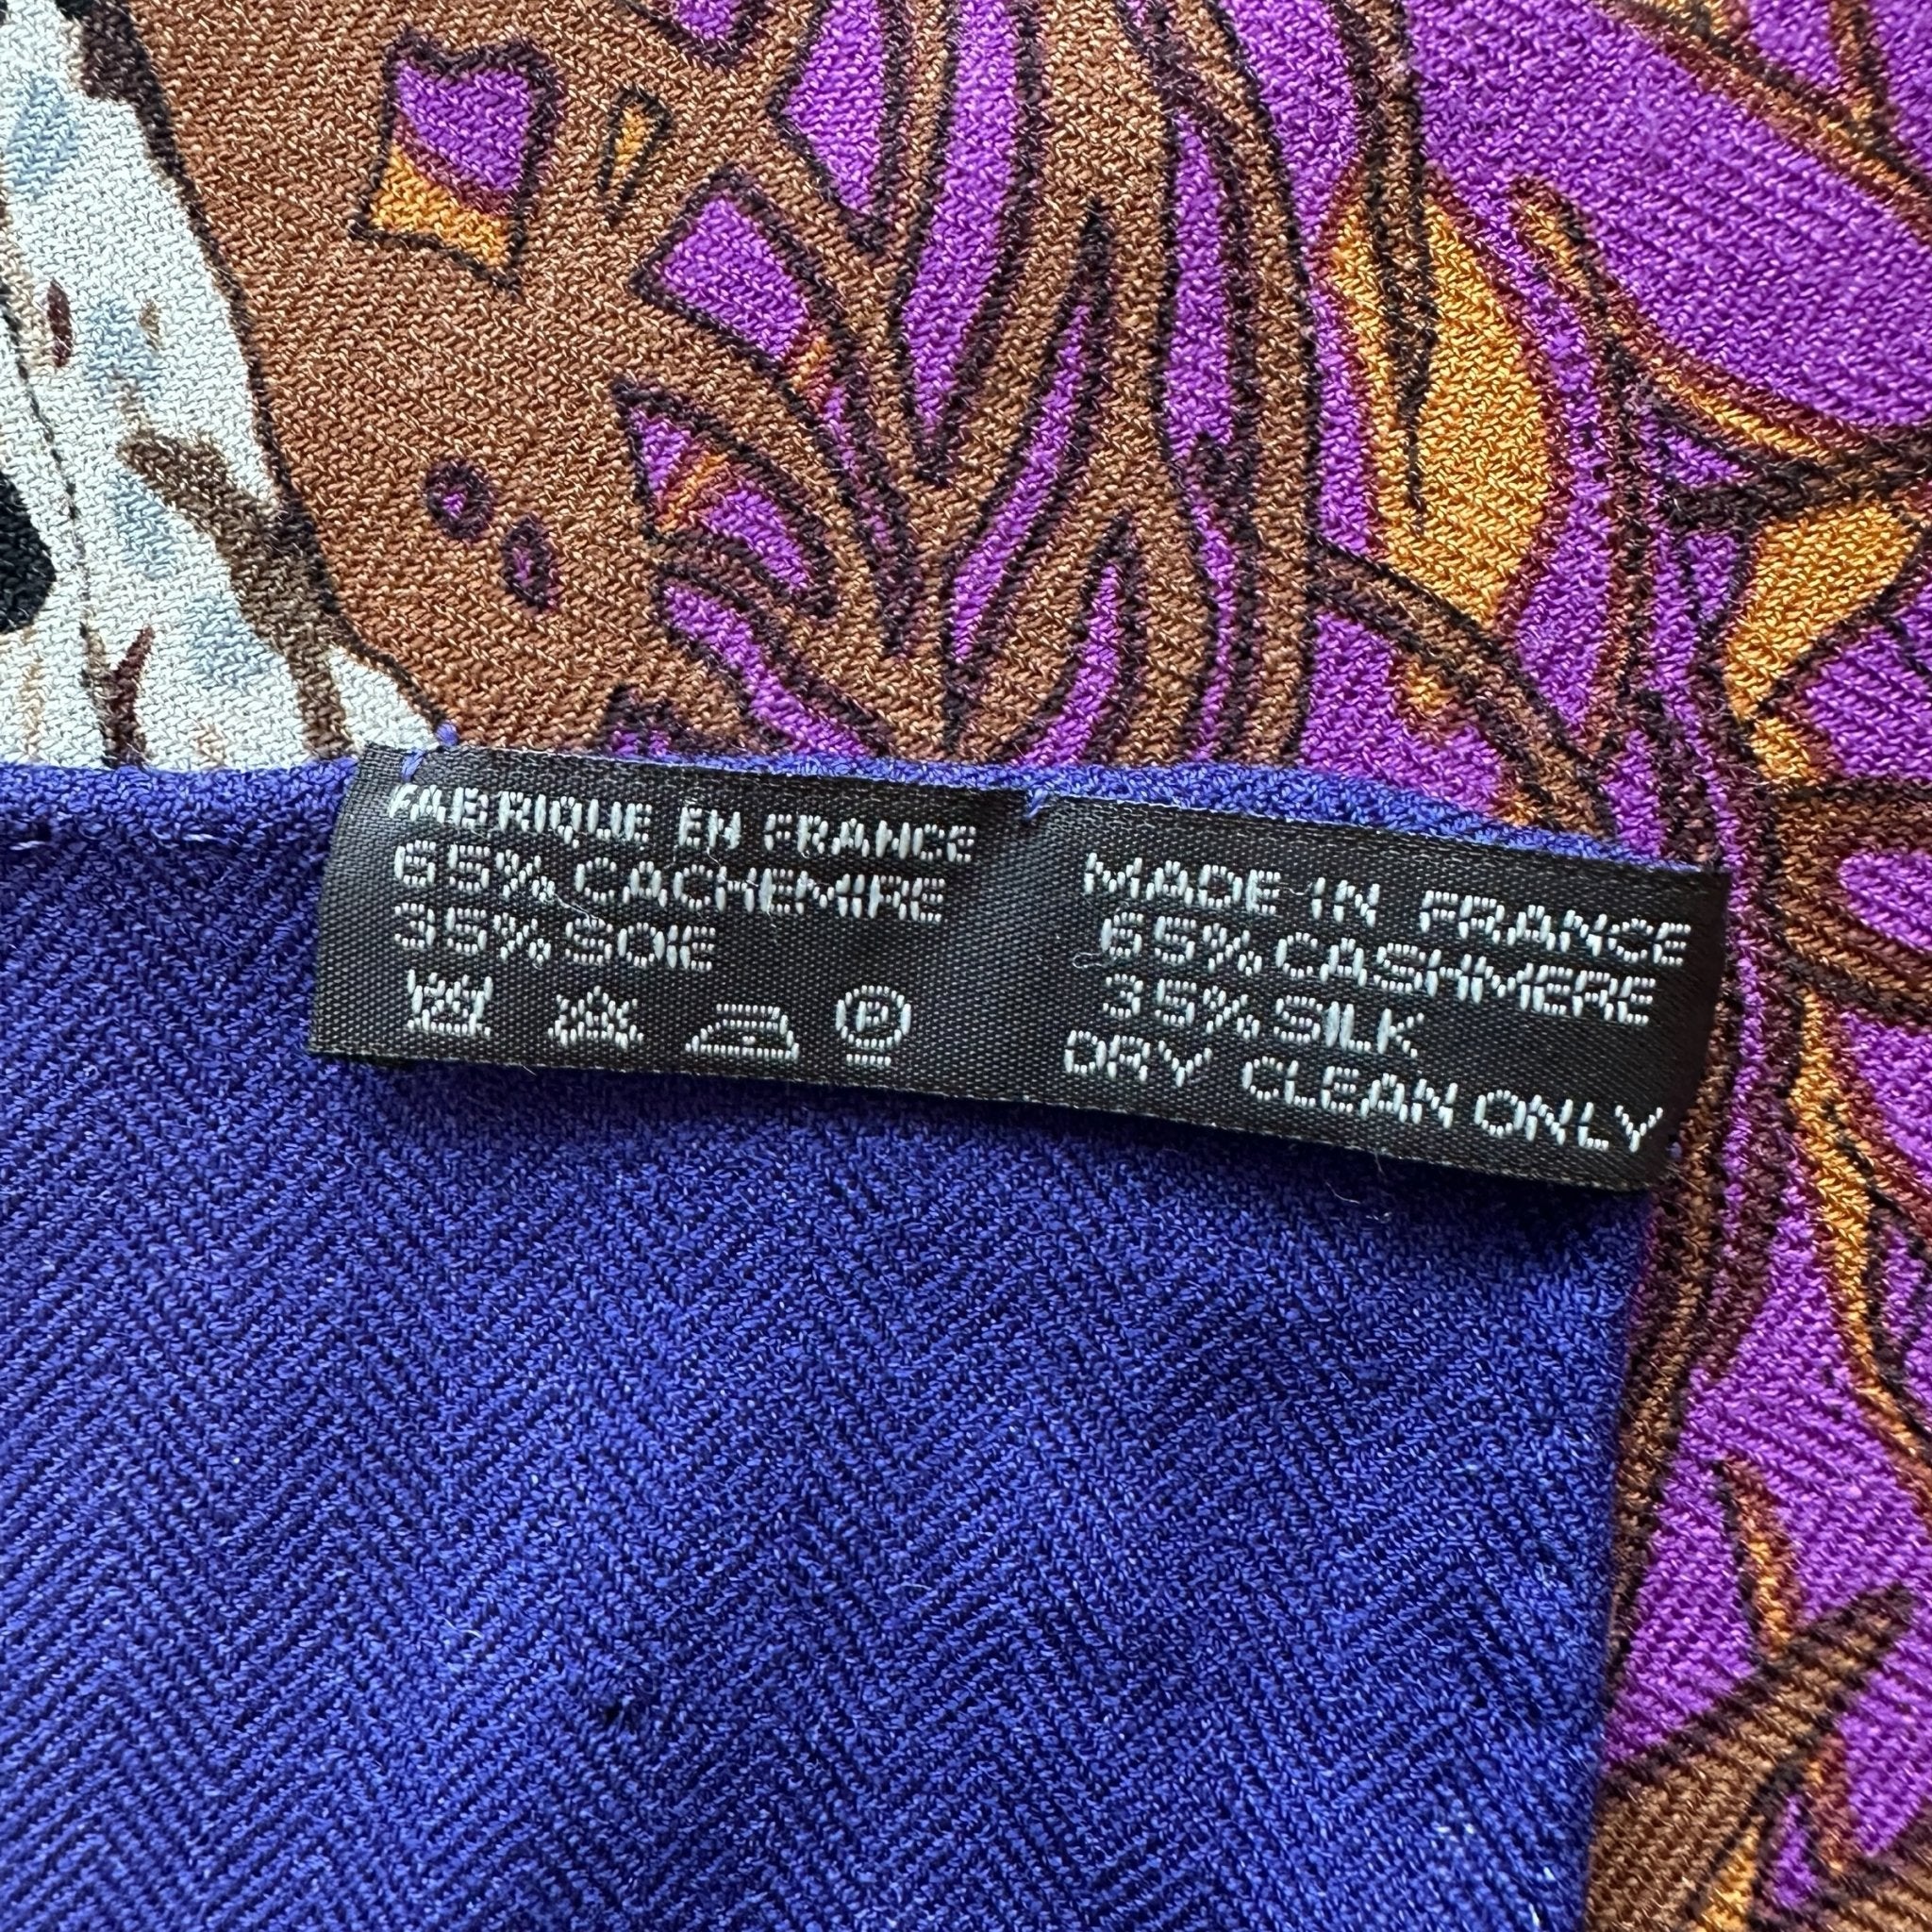 FABRIQUE EN FRANCE
65% CACHEMIRE
35% SOIE
P
MADE IN FRANCE
65% CASHMERE
35% SILK
DRY CLEAN ONLY